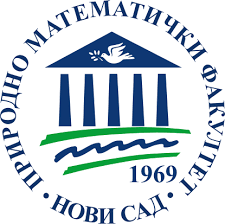 ПРИРОДНО МАТЕМАТИЧКИ ФАКУЛТЕТ
1969
· НОВИ САД ·